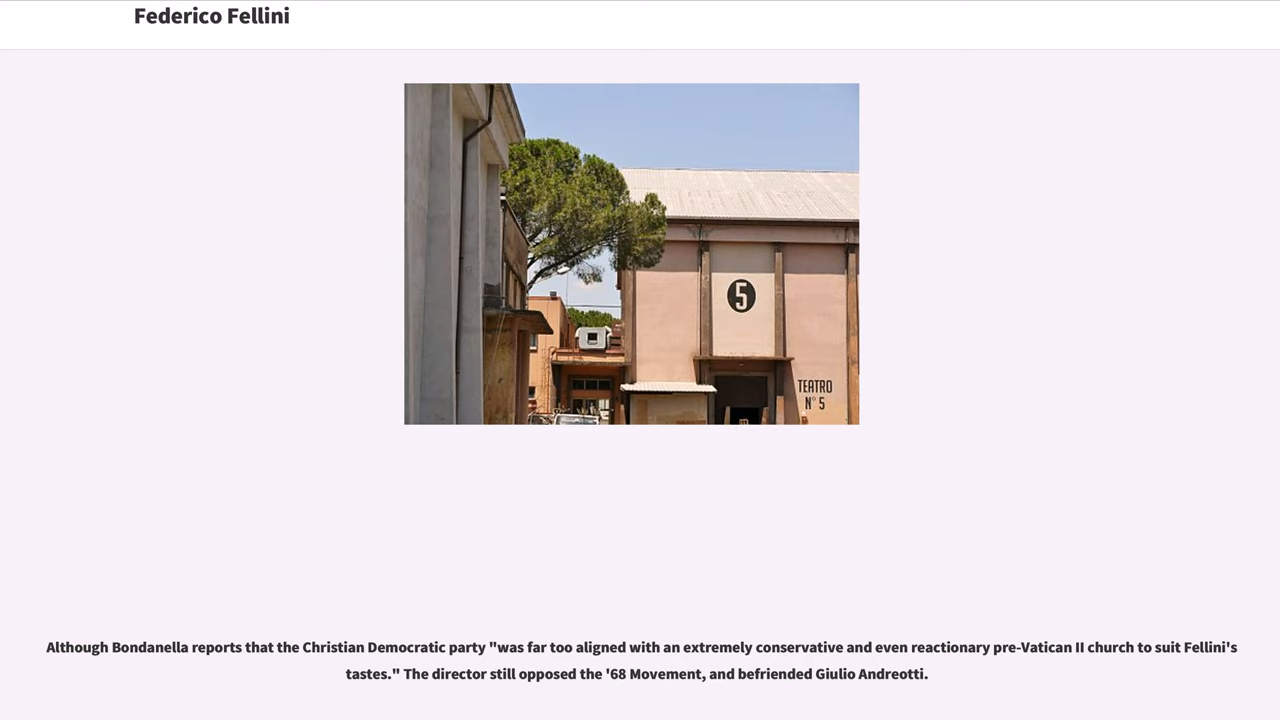 Federico Fellini
5
TEATRO
N° 5
Although Bondanella reports that the Christian Democratic party "was far too aligned with an extremely conservative and even reactionary pre-Vatican II church to suit Fellini's
tastes." The director still opposed the '68 Movement, and befriended Giulio Andreotti.